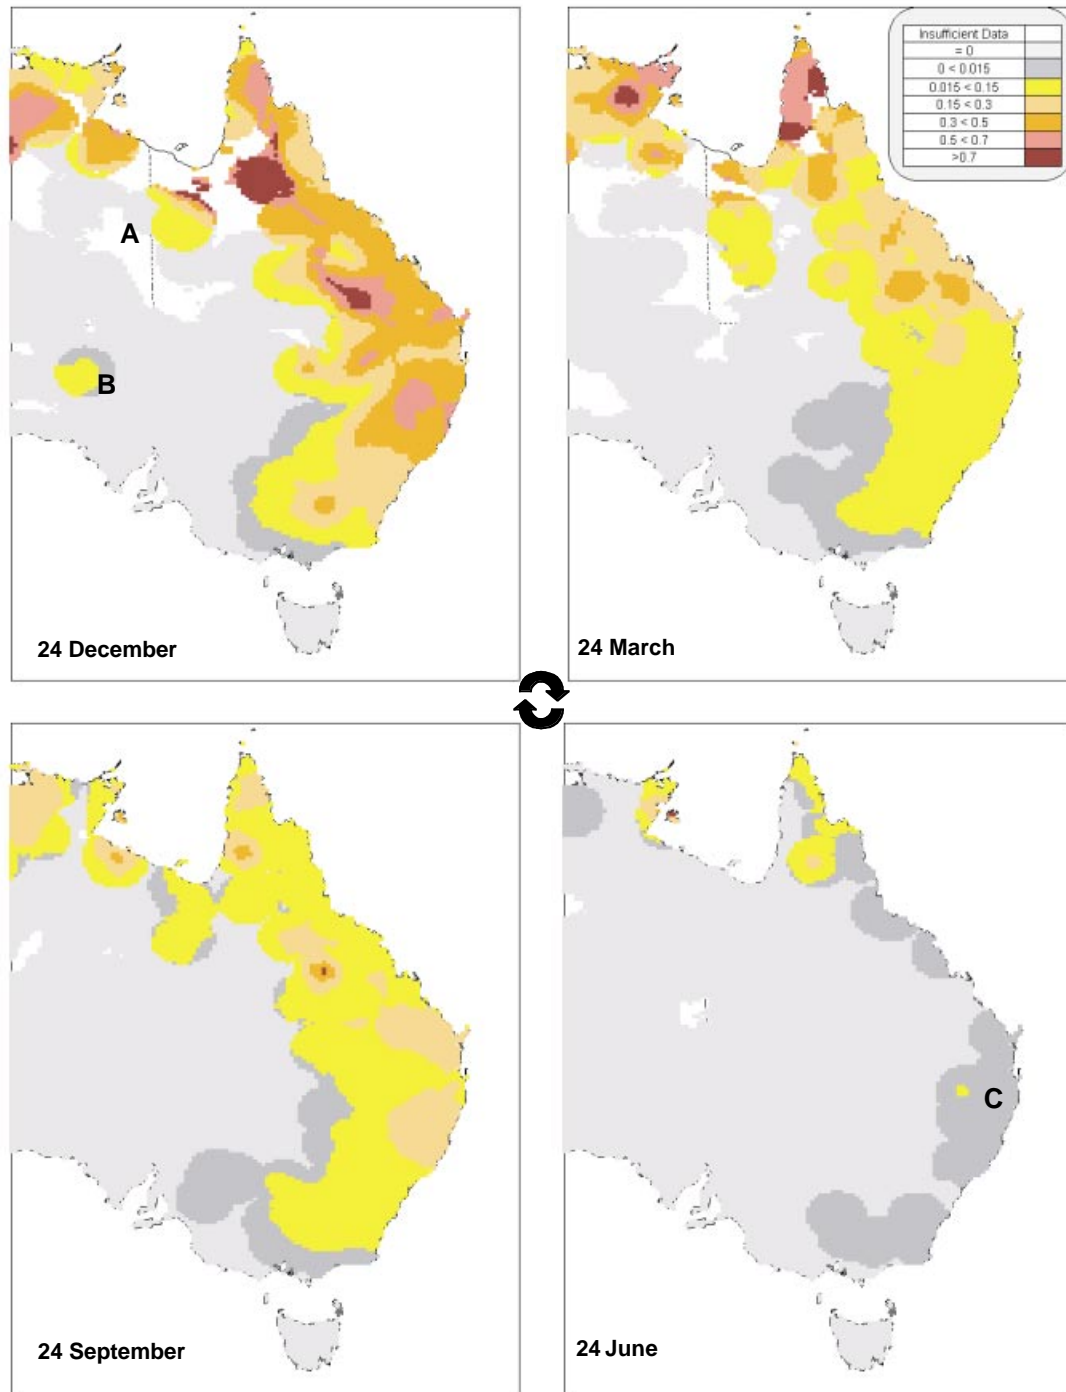 Insufficient Data
= 0
0 < 0.015
0.015 < 0.15
0.15 < 0.3
0.3 < 0.5
0.5 < 0.7
>0.7
A
B
24 December
24 March
C
24 September
24 June